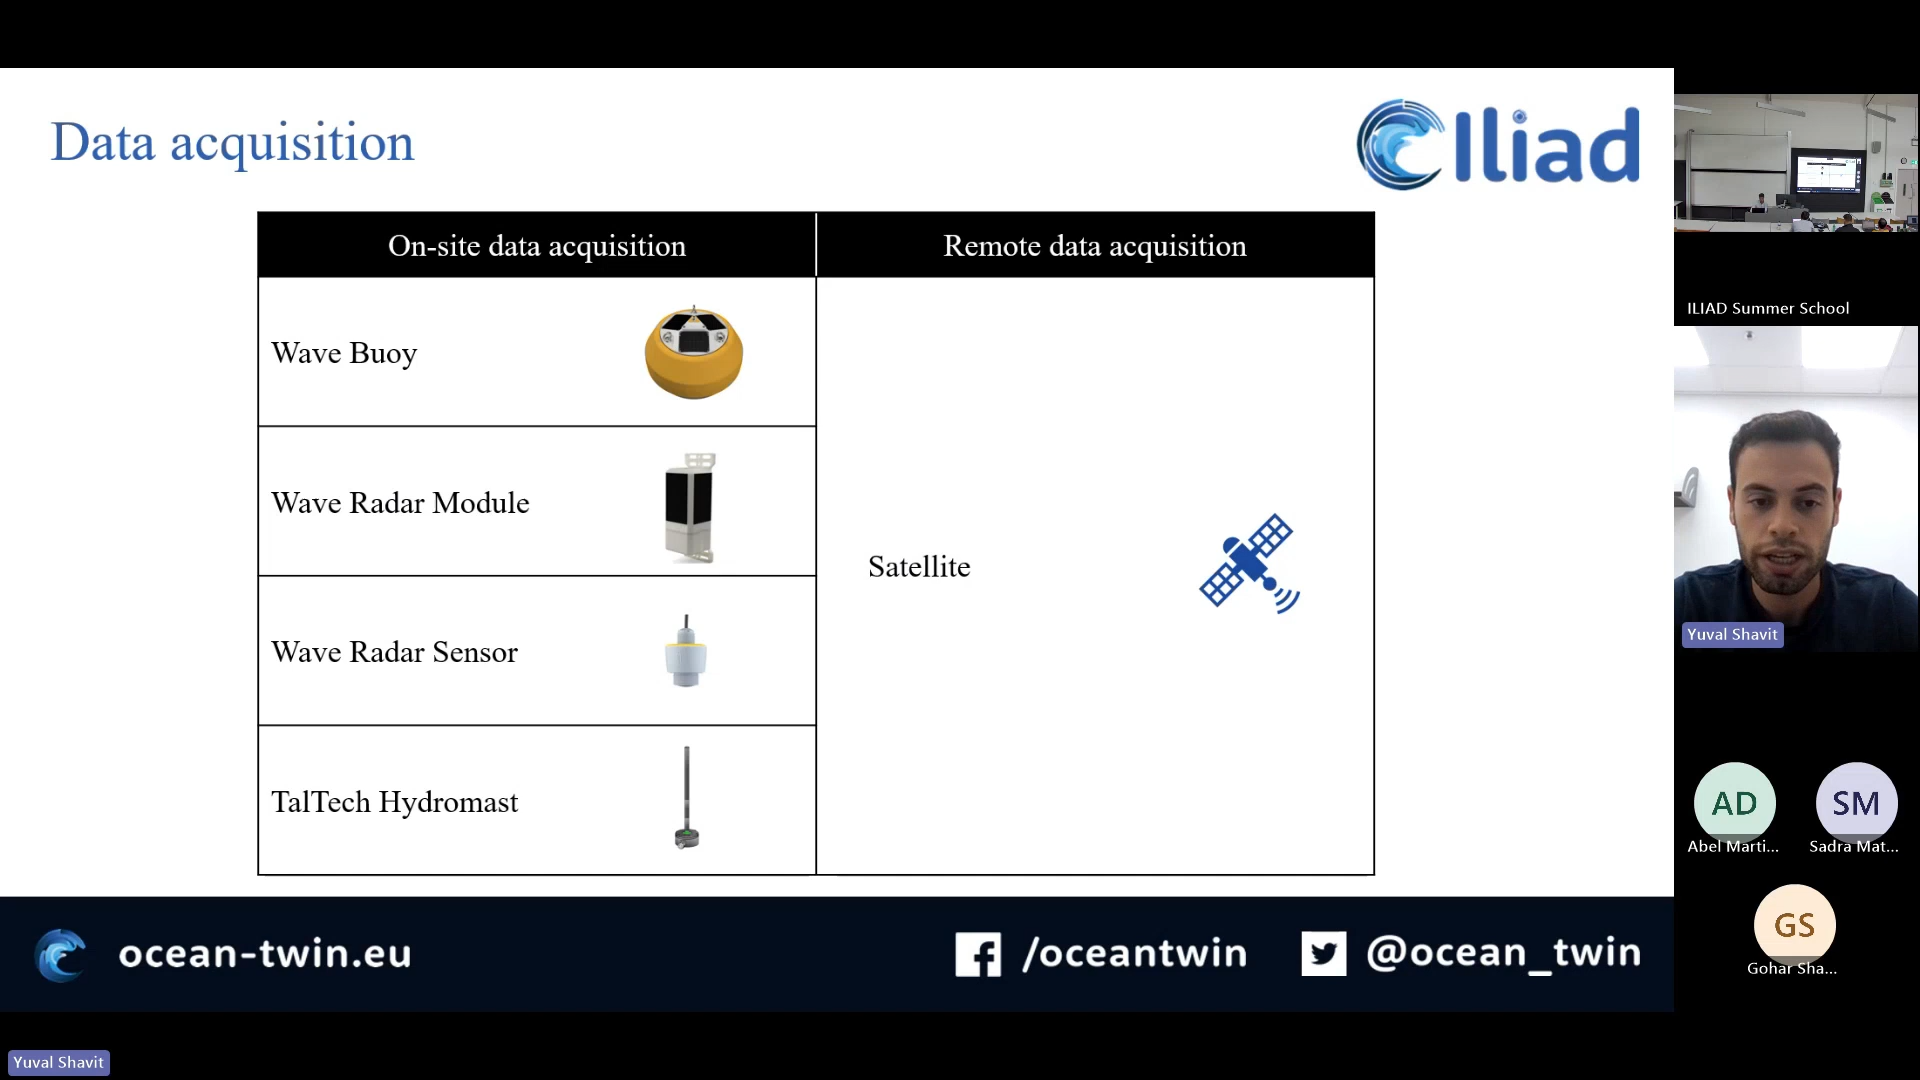 Data acquisition
Iliad
On-site data acquisition
Remote data acquisition
Wave Buoy
Wave Radar Module
Wave Radar Sensor
TalTech Hydromast
Satellite
ocean-twin.eu
/oceantwin
@ocean_twin
ILIAD Summer School
Yuval Shavit
AD
Abel Marti...
SM
Sadra Mat...
GS
Gohar Sha...
Yuval Shavit